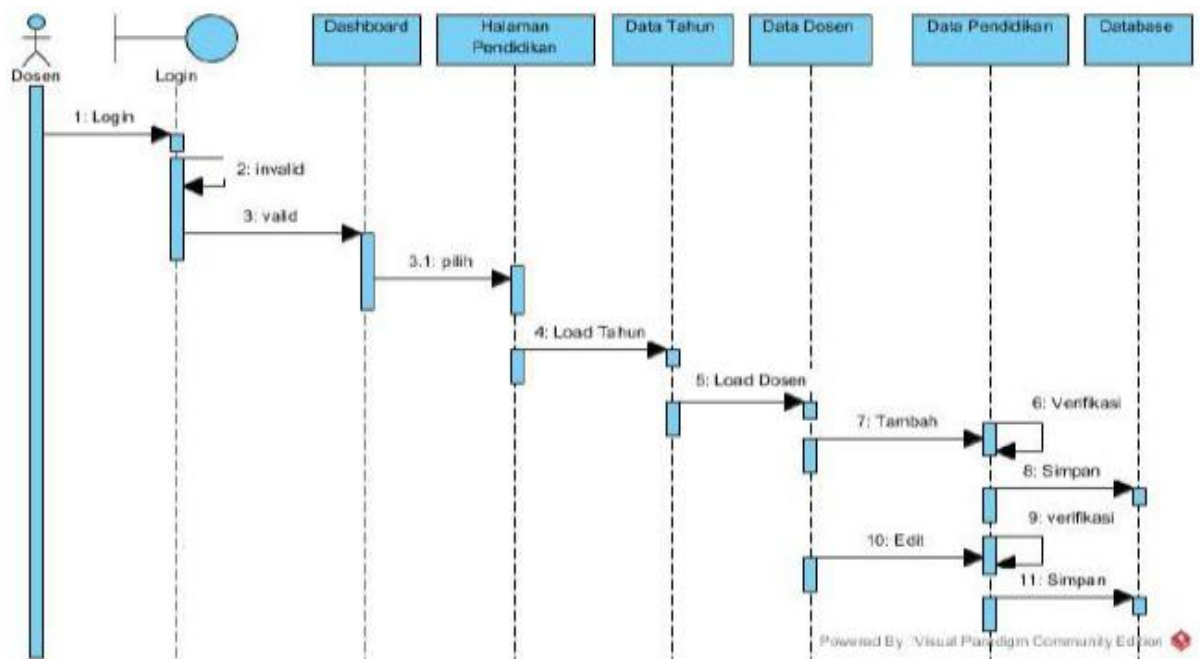 Dashboard
Halaman
Pendidikan
Data Tahun
Data Dosen
Data Pendidikan
Database
Dosen
Login
1: Login
2: invalid
3: valid
3.1: pilih
4: Load Tahun
5: Load Dosen
6: Verifikasi
7: Tambah
8: Simpan
9: verifikasi
10: Edit
11: Simpan
Powered By Visual Paradigm Community Edition